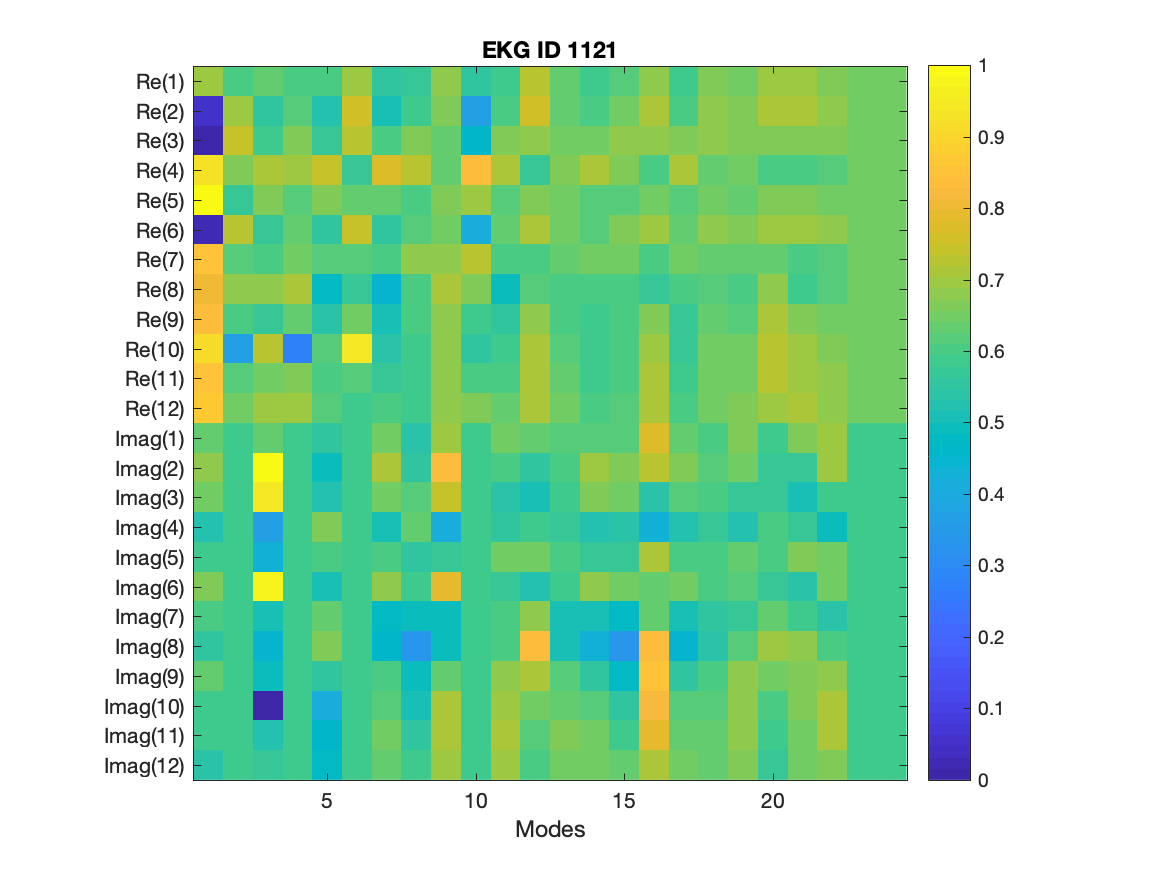 EKG ID 1121
Re(1)
Re(2)
Re(3)
Re(4)
Re(5)
Re(6)
Re(7)
Re(8)
Re(9)
Re(10)
Re(11)
Re(12)
Imag(1)
Imag(2)
Imag(3)
Imag(4)
Imag(5)
Imag(6)
Imag(7)
Imag(8)
Imag(9)
Imag(10)
Imag(11)
Imag(12)
5 10 15 20
Modes
1
0.9
0.8
0.7
0.6
0.5
0.4
0.3
0.2
0.1
0